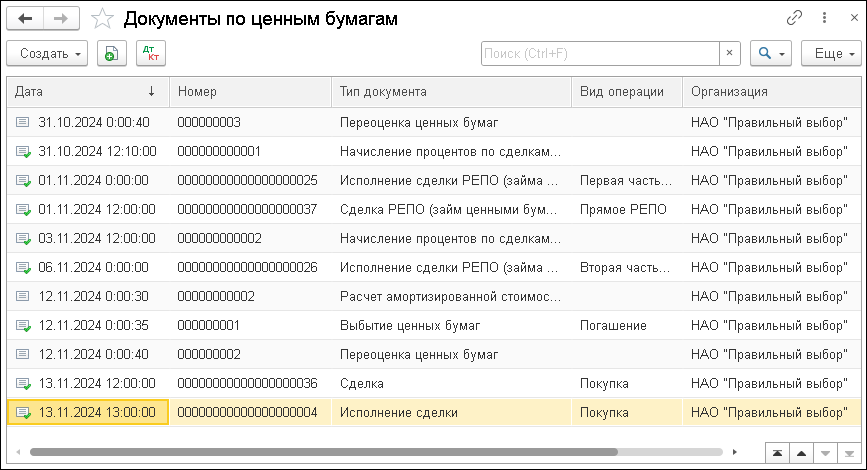 Документы по ценным бумагам
Создать Дт Кт Поиск (Ctrl+F) × Еще
Дата ↓ Номер Тип документа Вид операции Организация
31.10.2024 0:00:40 000000003 Переоценка ценных бумаг НАО "Правильный выбор"
31.10.2024 12:10:00 000000000001 Начисление процентов по сделкам... НАО "Правильный выбор"
01.11.2024 0:00:00 00000000000000000025 Исполнение сделки РЕПО (займа ... Первая часть... НАО "Правильный выбор"
01.11.2024 12:00:00 00000000000000000037 Сделка РЕПО (займ ценными бум... Прямое РЕПО НАО "Правильный выбор"
03.11.2024 12:00:00 000000000002 Начисление процентов по сделкам... НАО "Правильный выбор"
06.11.2024 0:00:00 00000000000000000026 Исполнение сделки РЕПО (займа ... Вторая часть... НАО "Правильный выбор"
12.11.2024 0:00:30 00000000002 Расчет амортизированной стоимос... НАО "Правильный выбор"
12.11.2024 0:00:35 000000001 Выбытие ценных бумаг Погашение НАО "Правильный выбор"
12.11.2024 0:00:40 000000002 Переоценка ценных бумаг НАО "Правильный выбор"
13.11.2024 12:00:00 00000000000000000036 Сделка Покупка НАО "Правильный выбор"
13.11.2024 13:00:00 00000000000000000004 Исполнение сделки Покупка НАО "Правильный выбор"